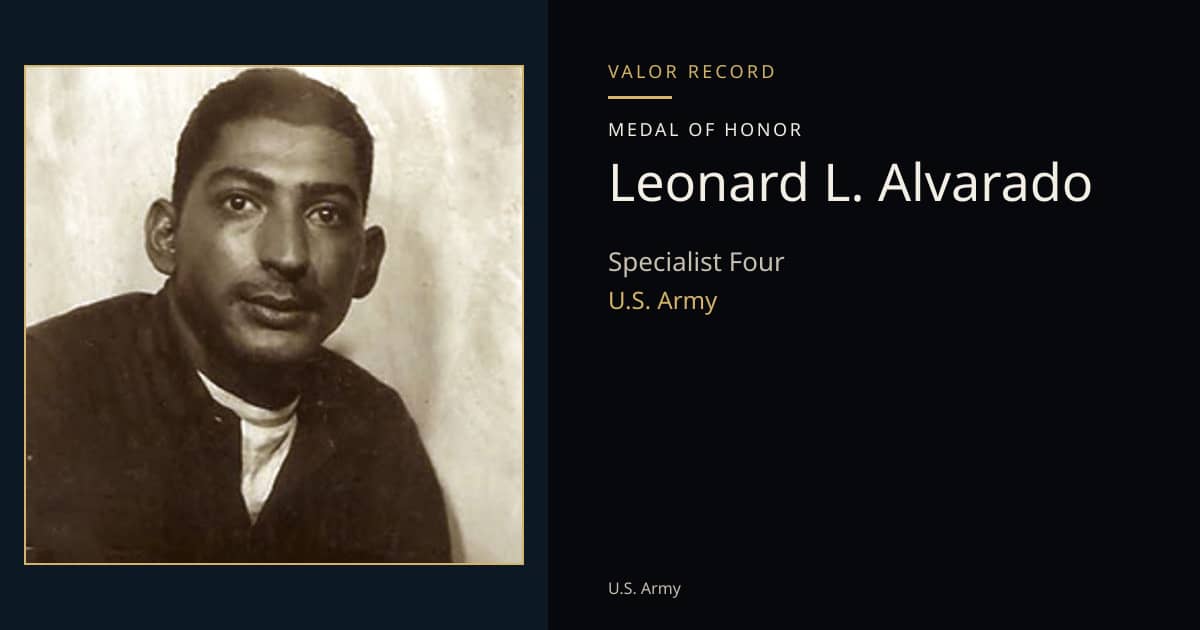 VALOR RECORD
MEDAL OF HONOR
Leonard L. Alvarado
Specialist Four
U.S. Army
U.S. Army